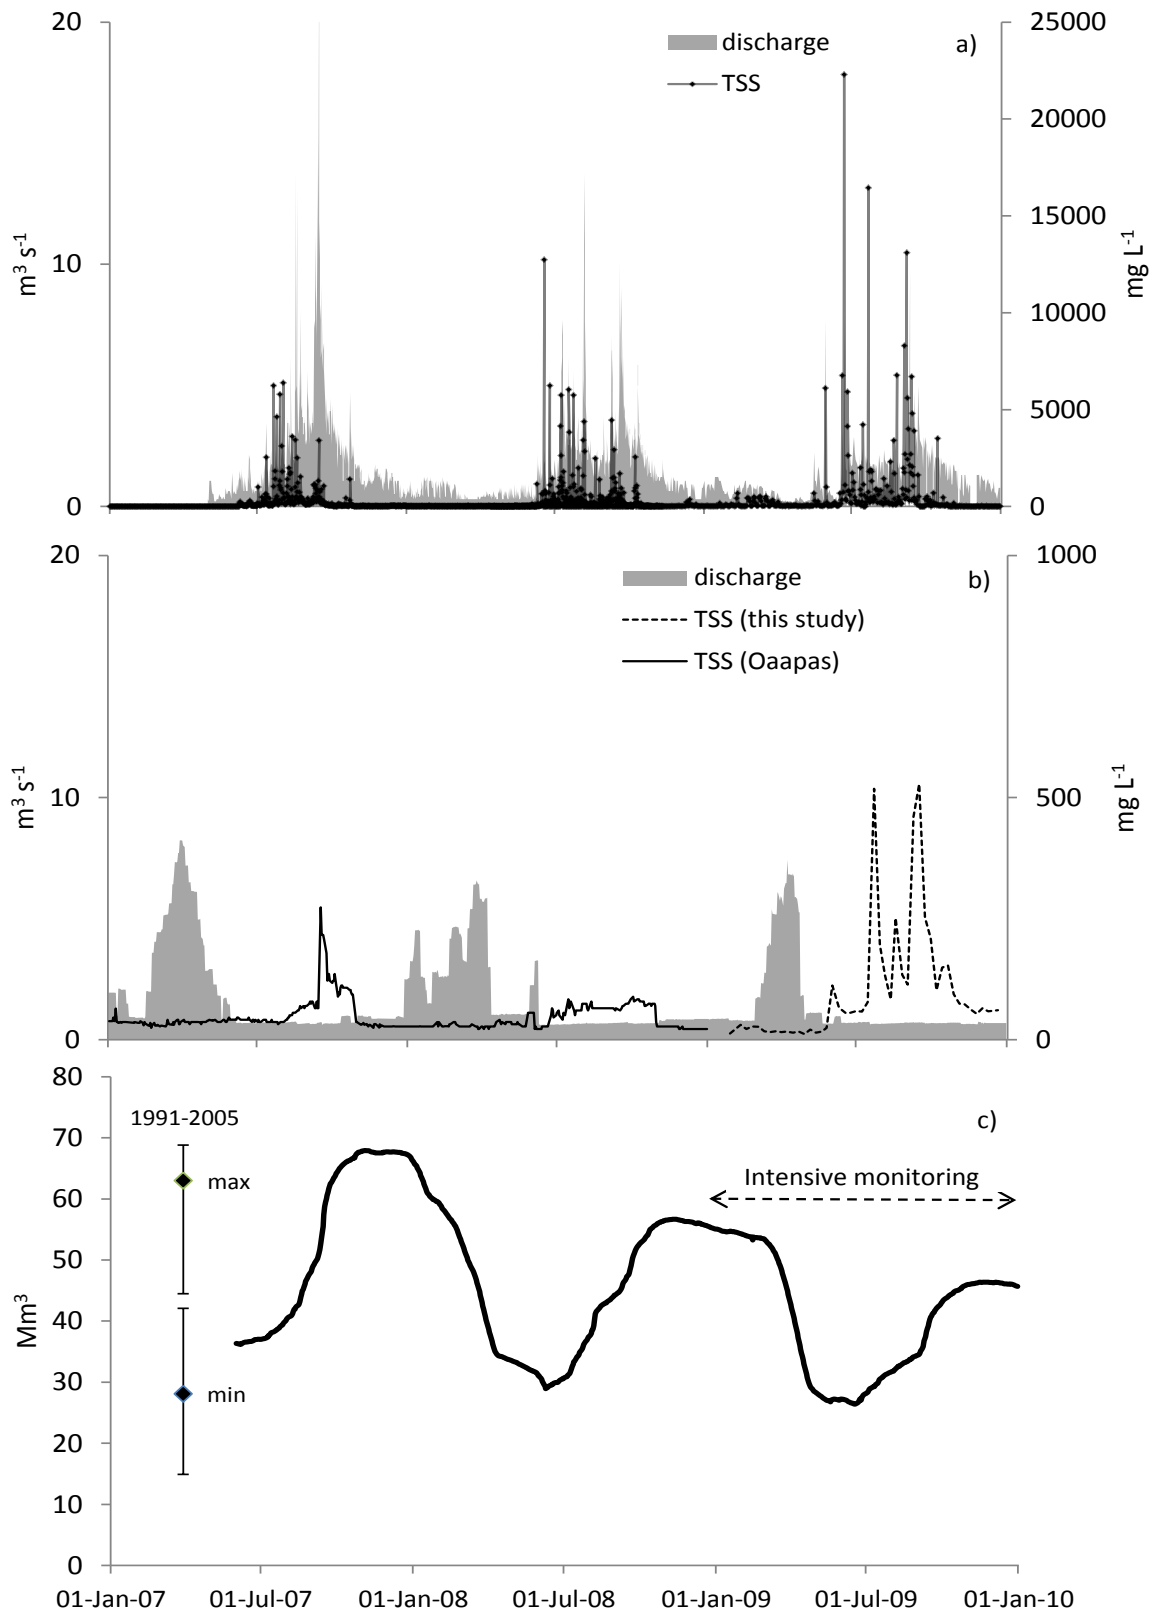 20
25000
discharge
a)
TSS
20000
15000
m³ s⁻¹
10
mg L⁻¹
10000
5000
0
0
20
1000
discharge
b)
TSS (this study)
TSS (Oaapas)
m³ s⁻¹
10
500
mg L⁻¹
0
0
80
1991-2005
c)
70
max
Intensive monitoring
60
50
Mm³
40
30
min
20
10
0
01-Jan-07 01-Jul-07 01-Jan-08 01-Jul-08 01-Jan-09 01-Jul-09 01-Jan-10